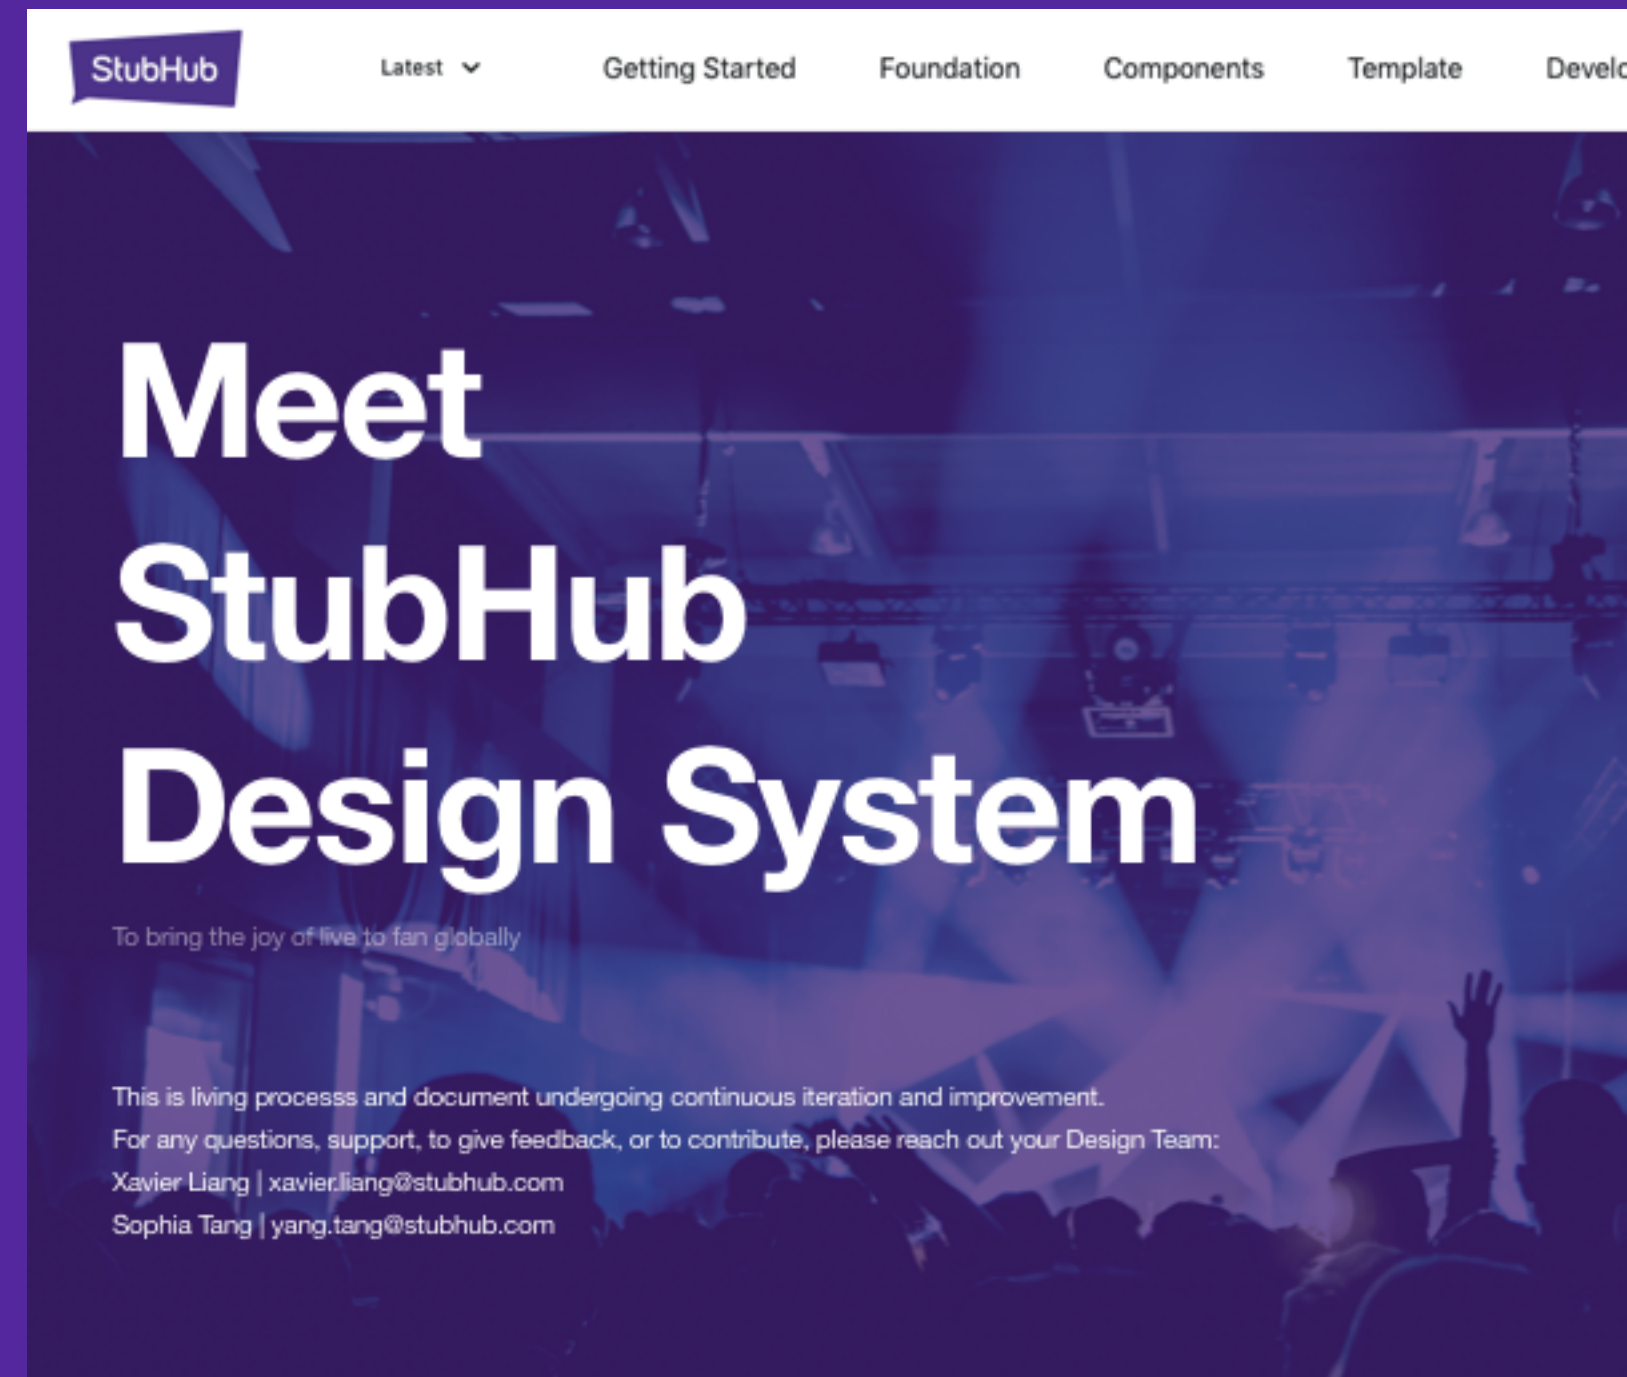 StubHub
Latest
Getting Started
Foundation
Components
Template
Develo
Meet
StubHub
Design System
To bring the joy of live to fan globally
This is living processs and document undergoing continuous iteration and improvement.
For any questions, support, to give feedback, or to contribute, please reach out your Design Team:
Xavier Liang | xavier.liang@stubhub.com
Sophia Tang | yang.tang@stubhub.com